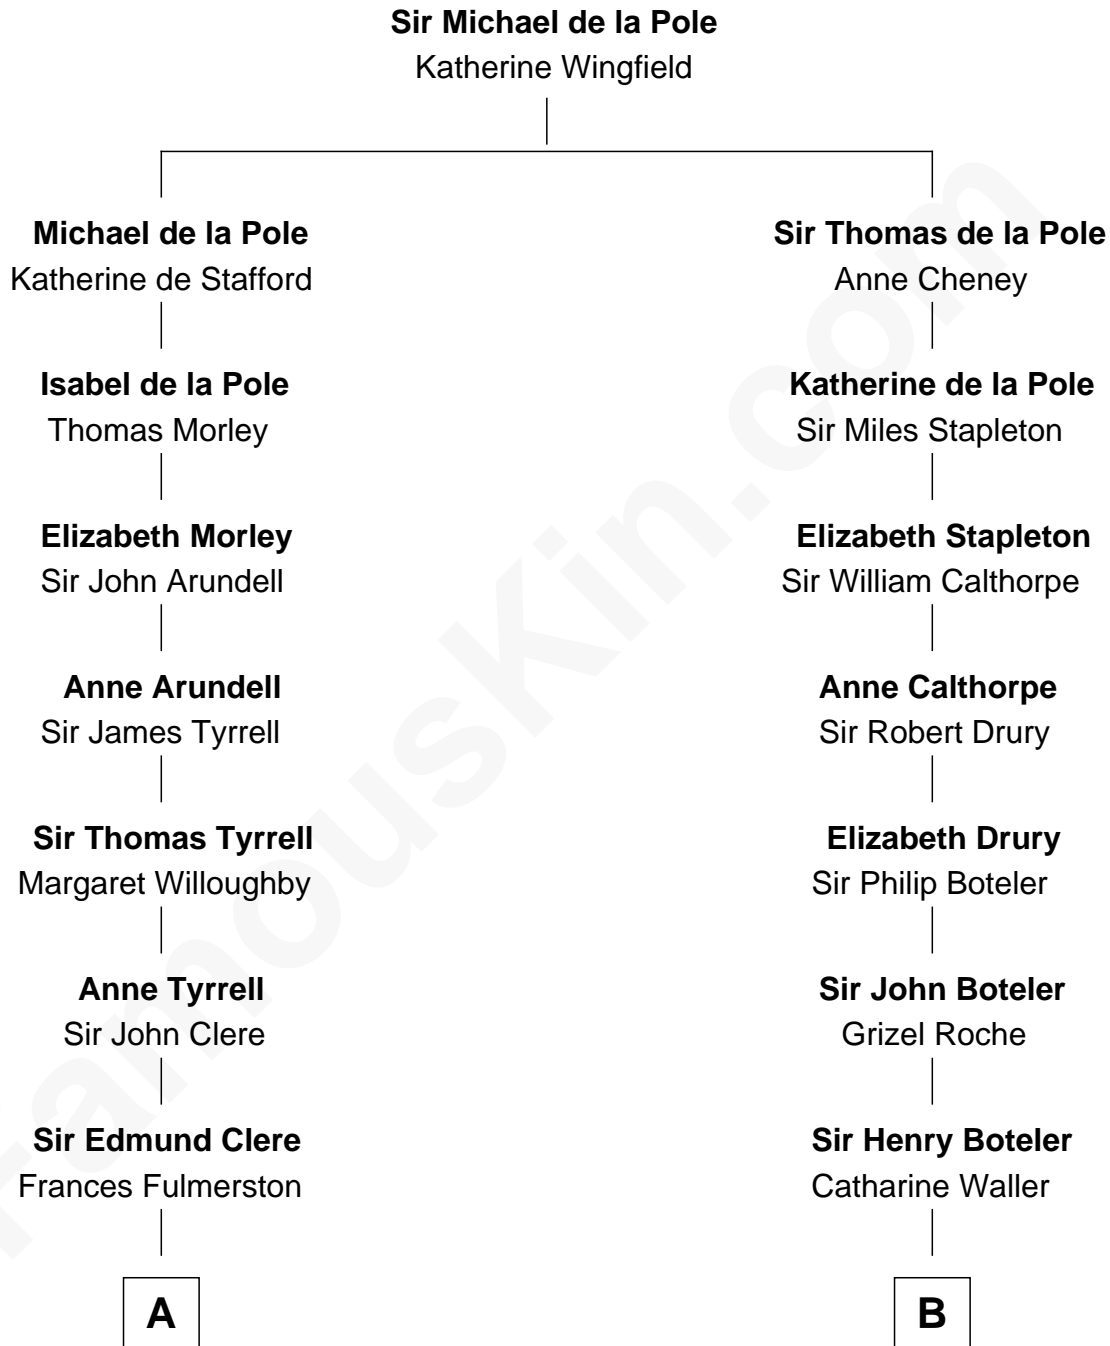 Sir Michael de la Pole
Katherine Wingfield
Michael de la Pole
Katherine de Stafford
Isabel de la Pole
Thomas Morley
Elizabeth Morley
Sir John Arundell
Anne Arundell
Sir James Tyrrell
Sir Thomas Tyrrell
Margaret Willoughby
Anne Tyrrell
Sir John Clere
Sir Edmund Clere
Frances Fulmerston
A
Sir Thomas de la Pole
Anne Cheney
Katherine de la Pole
Sir Miles Stapleton
Elizabeth Stapleton
Sir William Calthorpe
Anne Calthorpe
Sir Robert Drury
Elizabeth Drury
Sir Philip Boteler
Sir John Boteler
Grizel Roche
Sir Henry Boteler
Catharine Waller
B
FamousKin.com